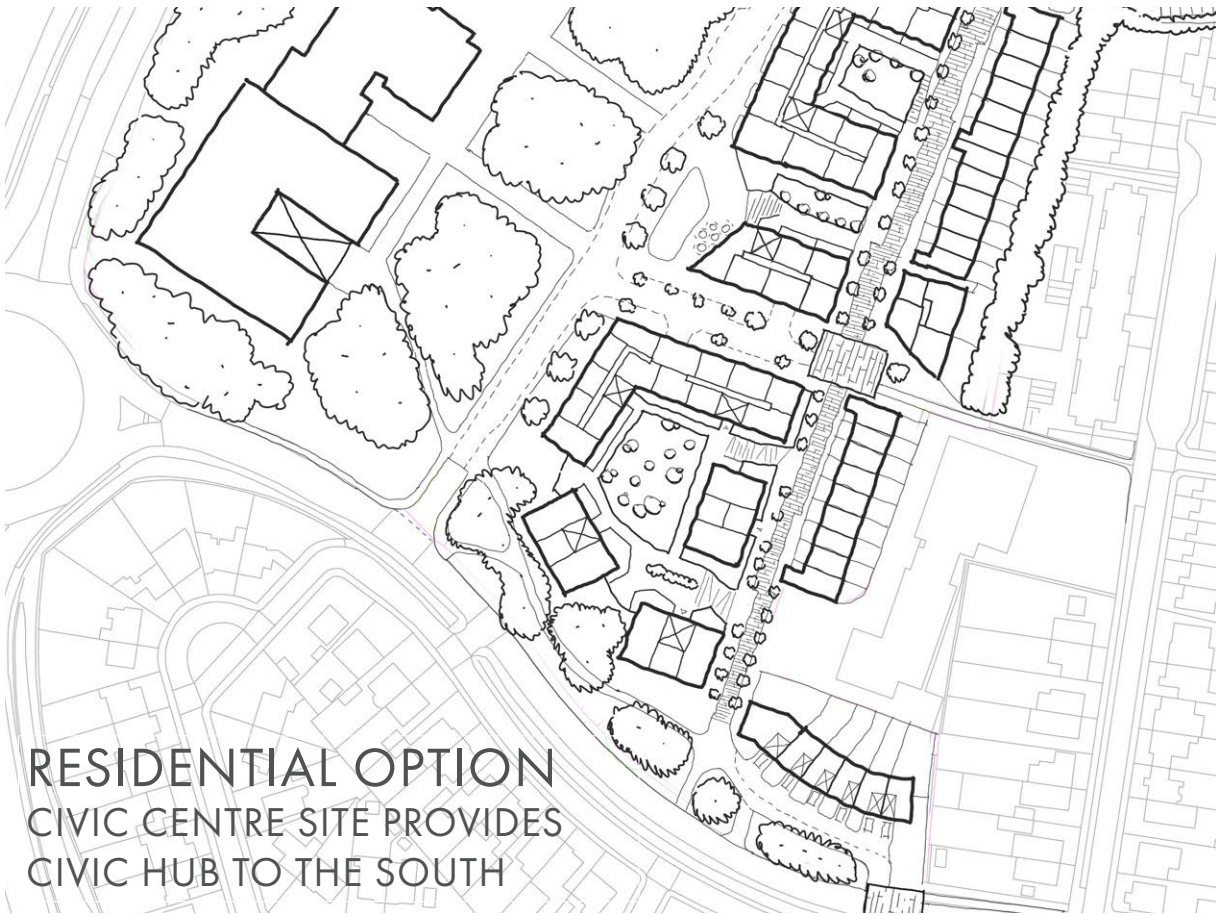 RESIDENTIAL OPTION
CIVIC CENTRE SITE PROVIDES
CIVIC HUB TO THE SOUTH